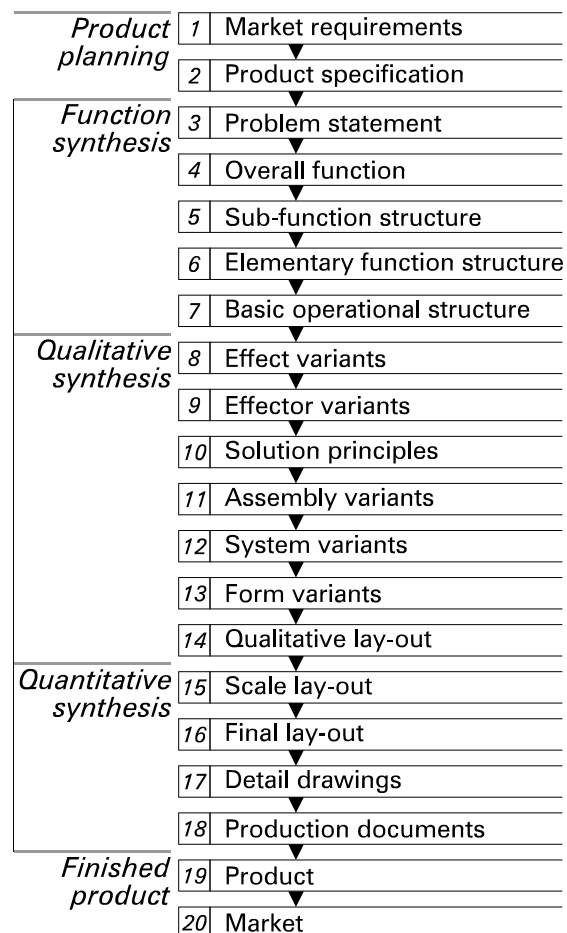 Product planning
1 Market requirements
2 Product specification
Function synthesis
3 Problem statement
4 Overall function
5 Sub-function structure
6 Elementary function structure
7 Basic operational structure
Qualitative synthesis
8 Effect variants
9 Effector variants
10 Solution principles
11 Assembly variants
12 System variants
13 Form variants
14 Qualitative lay-out
Quantitative synthesis
15 Scale lay-out
16 Final lay-out
17 Detail drawings
18 Production documents
Finished product
19 Product
20 Market